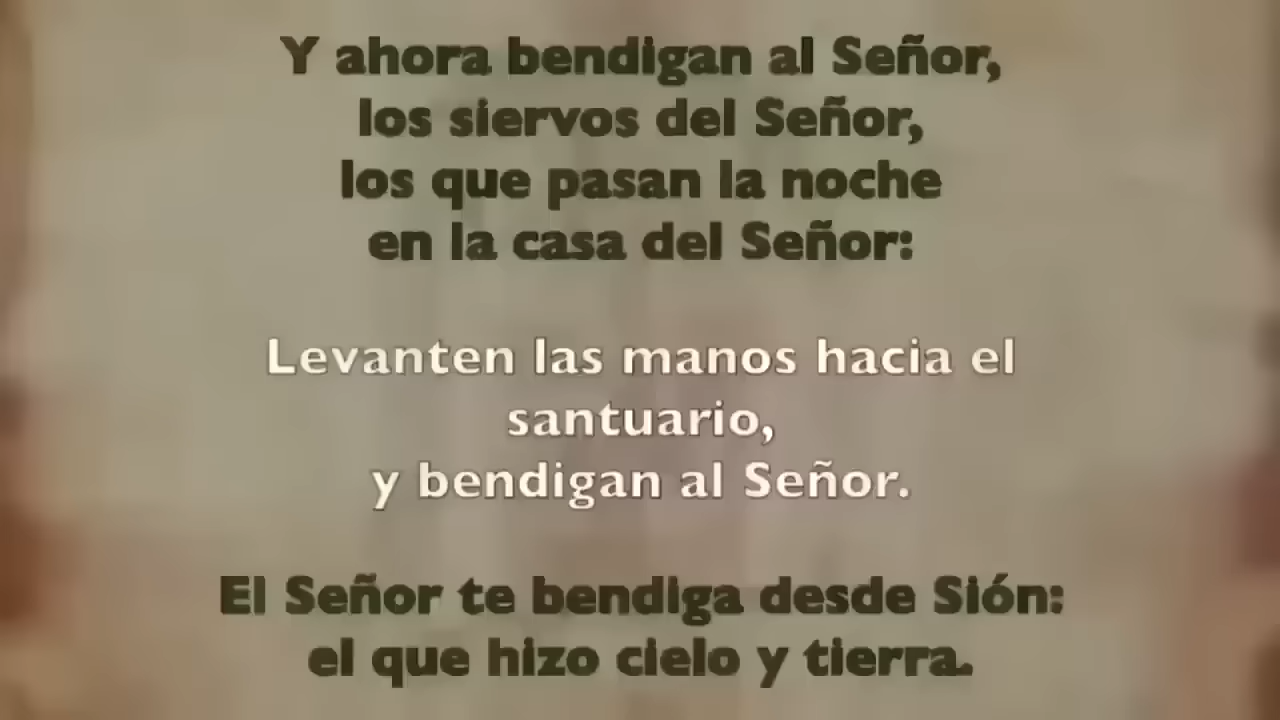 Y ahora bendigan al Señor,
los siervos del Señor,
los que pasan la noche
en la casa del Señor:
Levanten las manos hacia el
santuario,
y bendigan al Señor.
El Señor te bendiga desde Sión:
el que hizo cielo y tierra.